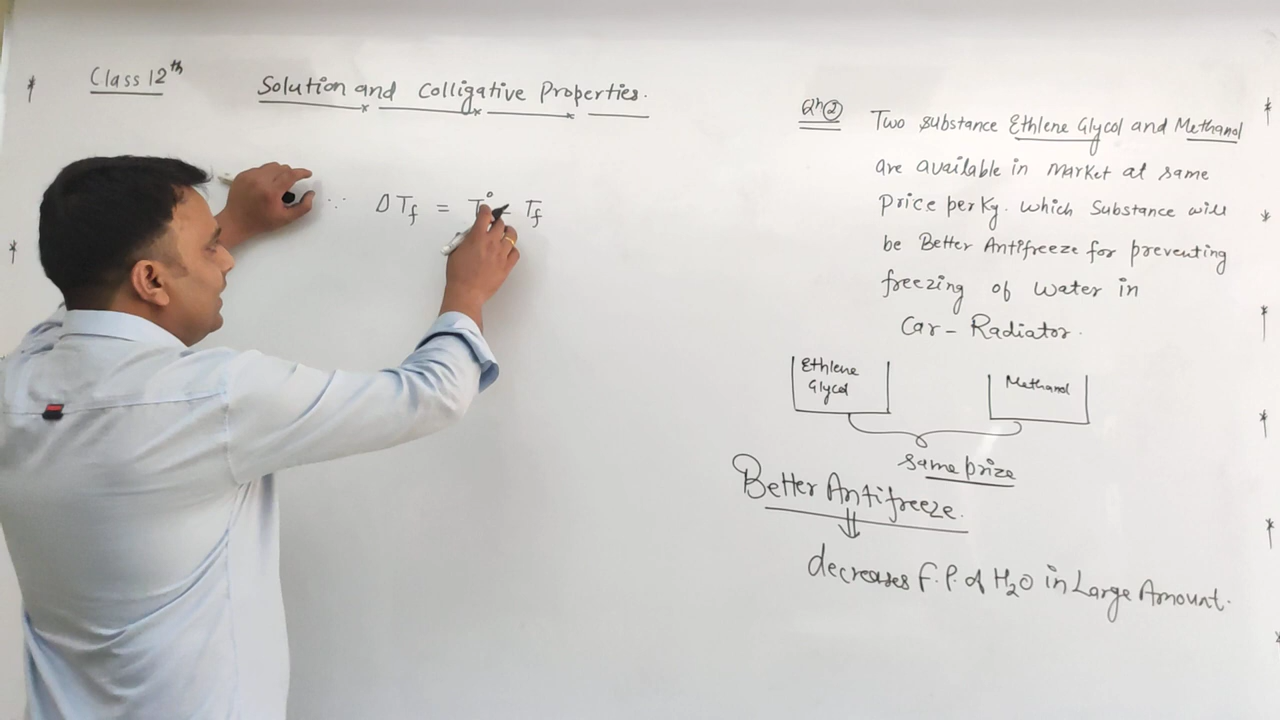 Class 12th
Solution and Colligative Properties.
∵ ΔTf = T° - Tf
Qn (2) Two substance Ethlene Glycol and Methanol
are available in market at same
price per Kg. which substance will
be Better Antifreeze for preventing
freezing of water in
Car - Radiator.
Ethlene
Glycol
Methanol
same prize
Better Antifreeze.
decreases F.P. of H2O in Large Amount.